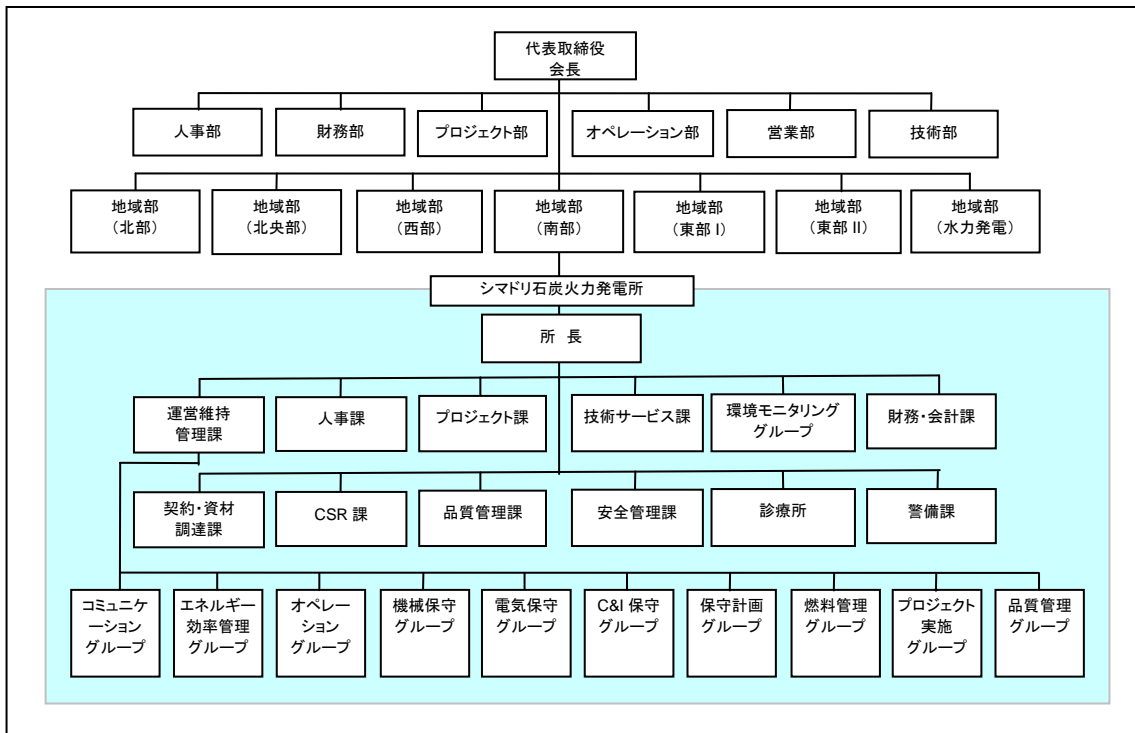 代表取締役
会長
人事部
財務部
プロジェクト部
オペレーション部
営業部
技術部
地域部
（北部）
地域部
（北央部）
地域部
（西部）
地域部
（南部）
地域部
（東部 I）
地域部
（東部 II）
地域部
（水力発電）
シマドリ石炭火力発電所
所 長
運営維持
管理課
人事課
プロジェクト課
技術サービス課
環境モニタリング
グループ
財務・会計課
契約・資材
調達課
CSR 課
品質管理課
安全管理課
診療所
警備課
コミュニケ
ーション
グループ
エネルギー
効率管理
グループ
オペレー
ション
グループ
機械保守
グループ
電気保守
グループ
C&I 保守
グループ
保守計画
グループ
燃料管理
グループ
プロジェクト
実施
グループ
品質管理
グループ